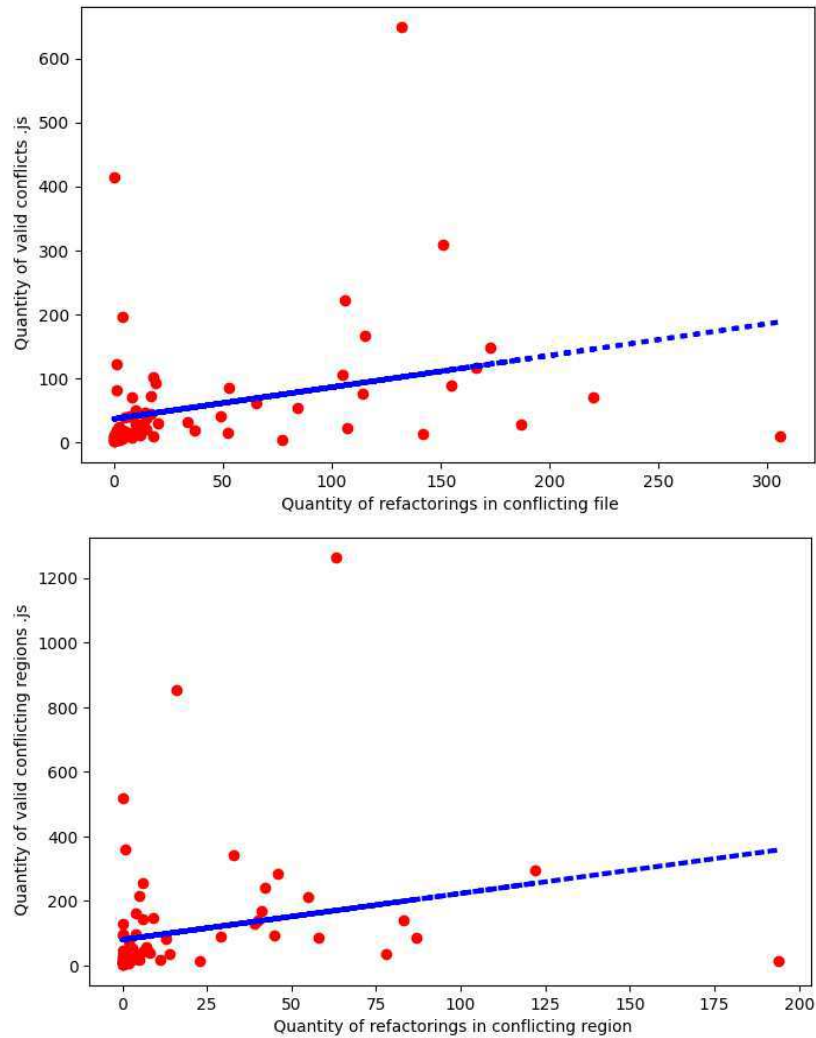 600
500
400
300
200
100
0
Quantity of valid conflicts .js
0 50 100 150 200 250 300
Quantity of refactorings in conflicting file
1200
1000
800
600
400
200
0
Quantity of valid conflicting regions .js
0 25 50 75 100 125 150 175 200
Quantity of refactorings in conflicting region